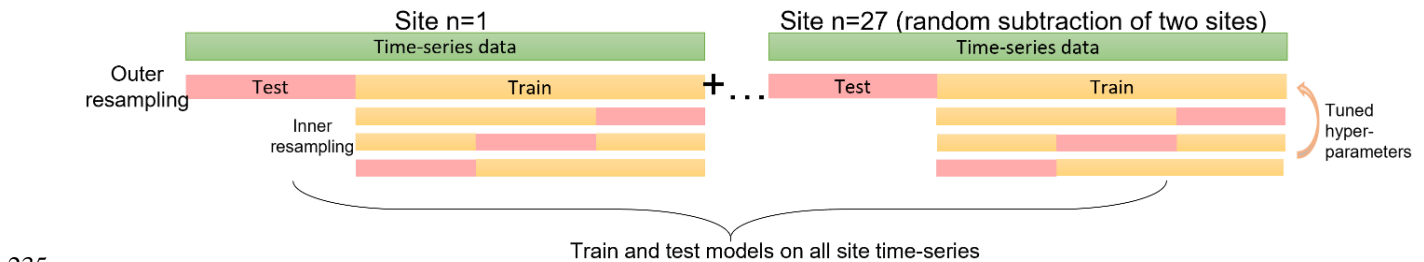 Site n=1
Site n=27 (random subtraction of two sites)
Time-series data
Time-series data
Outer
resampling
Test
Train
+ ...
Test
Train
Inner
resampling
Tuned
hyper-
parameters
Train and test models on all site time-series